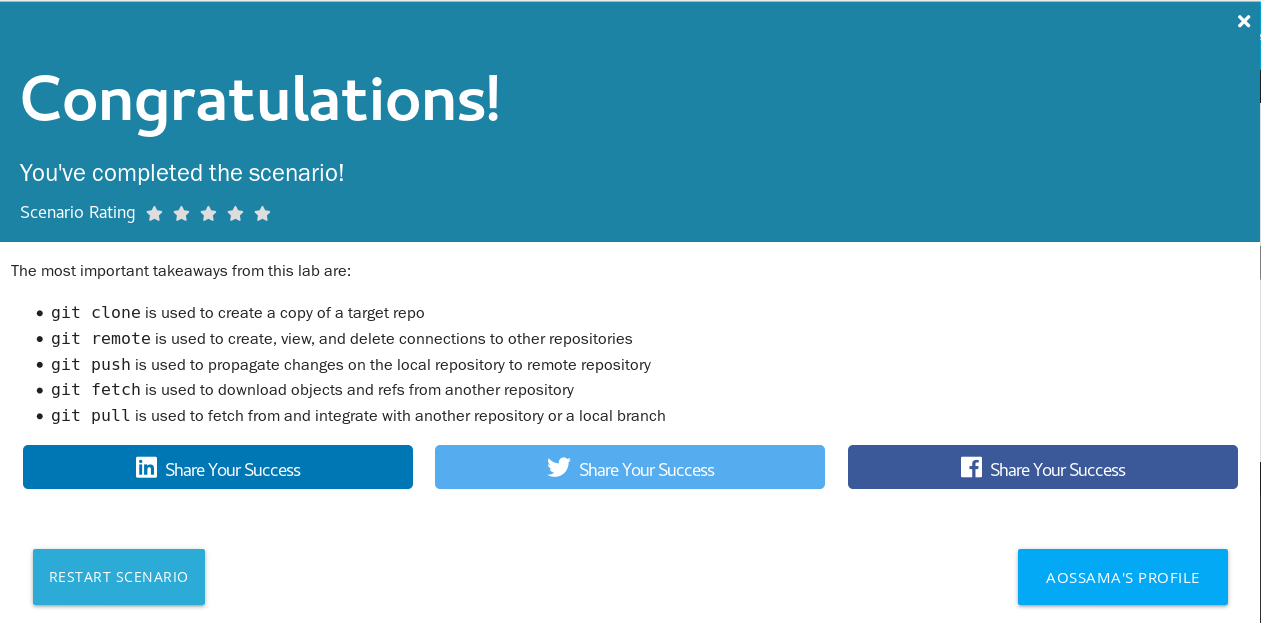 Congratulations!
You've completed the scenario!
Scenario Rating
The most important takeaways from this lab are:
git clone is used to create a copy of a target repo
git remote is used to create, view, and delete connections to other repositories
git push is used to propagate changes on the local repository to remote repository
git fetch is used to download objects and refs from another repository
git pull is used to fetch from and integrate with another repository or a local branch
Share Your Success
Share Your Success
Share Your Success
RESTART SCENARIO
AOSSAMA'S PROFILE